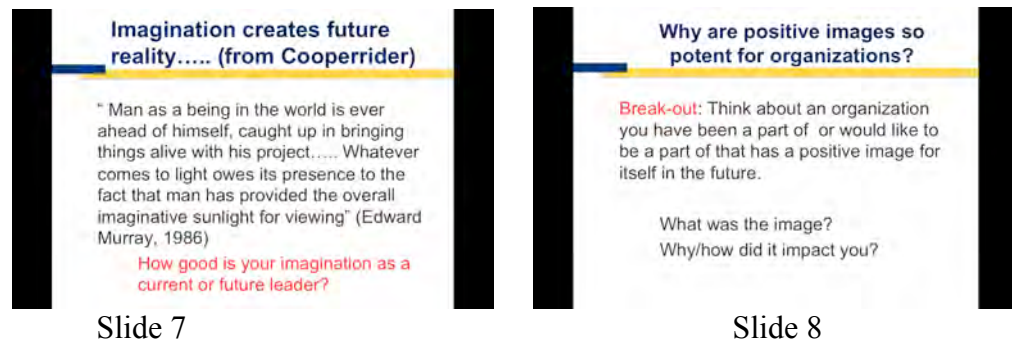 Imagination creates future
reality..... (from Cooperrider)
“ Man as a being in the world is ever
ahead of himself, caught up in bringing
things alive with his project..... Whatever
comes to light owes its presence to the
fact that man has provided the overall
imaginative sunlight for viewing” (Edward
Murray, 1986)
How good is your imagination as a
current or future leader?
Slide 7
Why are positive images so
potent for organizations?
Break-out: Think about an organization
you have been a part of or would like to
be a part of that has a positive image for
itself in the future.
What was the image?
Why/how did it impact you?
Slide 8